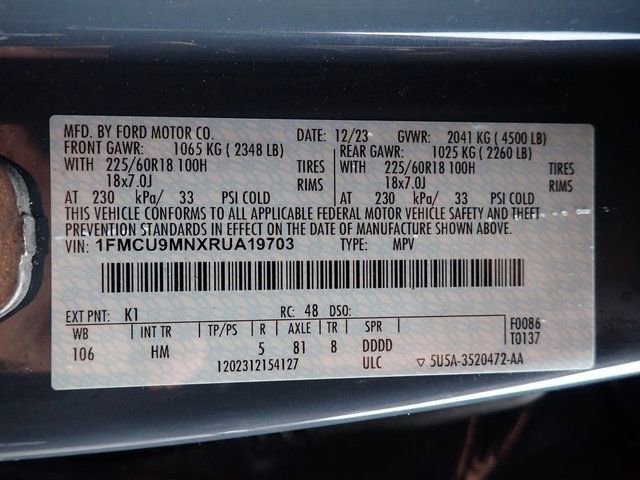 MFD. BY FORD MOTOR CO. DATE: 12/23 GVWR: 2041 KG ( 4500 LB)
FRONT GAWR: 1065 KG ( 2348 LB) REAR GAWR: 1025 KG ( 2260 LB)
WITH 225/60R18 100H TIRES WITH 225/60R18 100H TIRES
18x7.0J RIMS 18x7.0J RIMS
AT 230 kPa/ 33 PSI COLD AT 230 kPa/ 33 PSI COLD
THIS VEHICLE CONFORMS TO ALL APPLICABLE FEDERAL MOTOR VEHICLE SAFETY AND THEFT
PREVENTION STANDARDS IN EFFECT ON THE DATE OF MANUFACTURE SHOWN ABOVE.
VIN: 1FMCU9MNXRUA19703 TYPE: MPV
EXT PNT: K1 RC: 48 DSO: F0086
WB INT TR TP/PS R AXLE TR SPR T0137
106 HM 5 81 8 DDDD
1202312154127 ULC ▽ 5U5A-3520472-AA